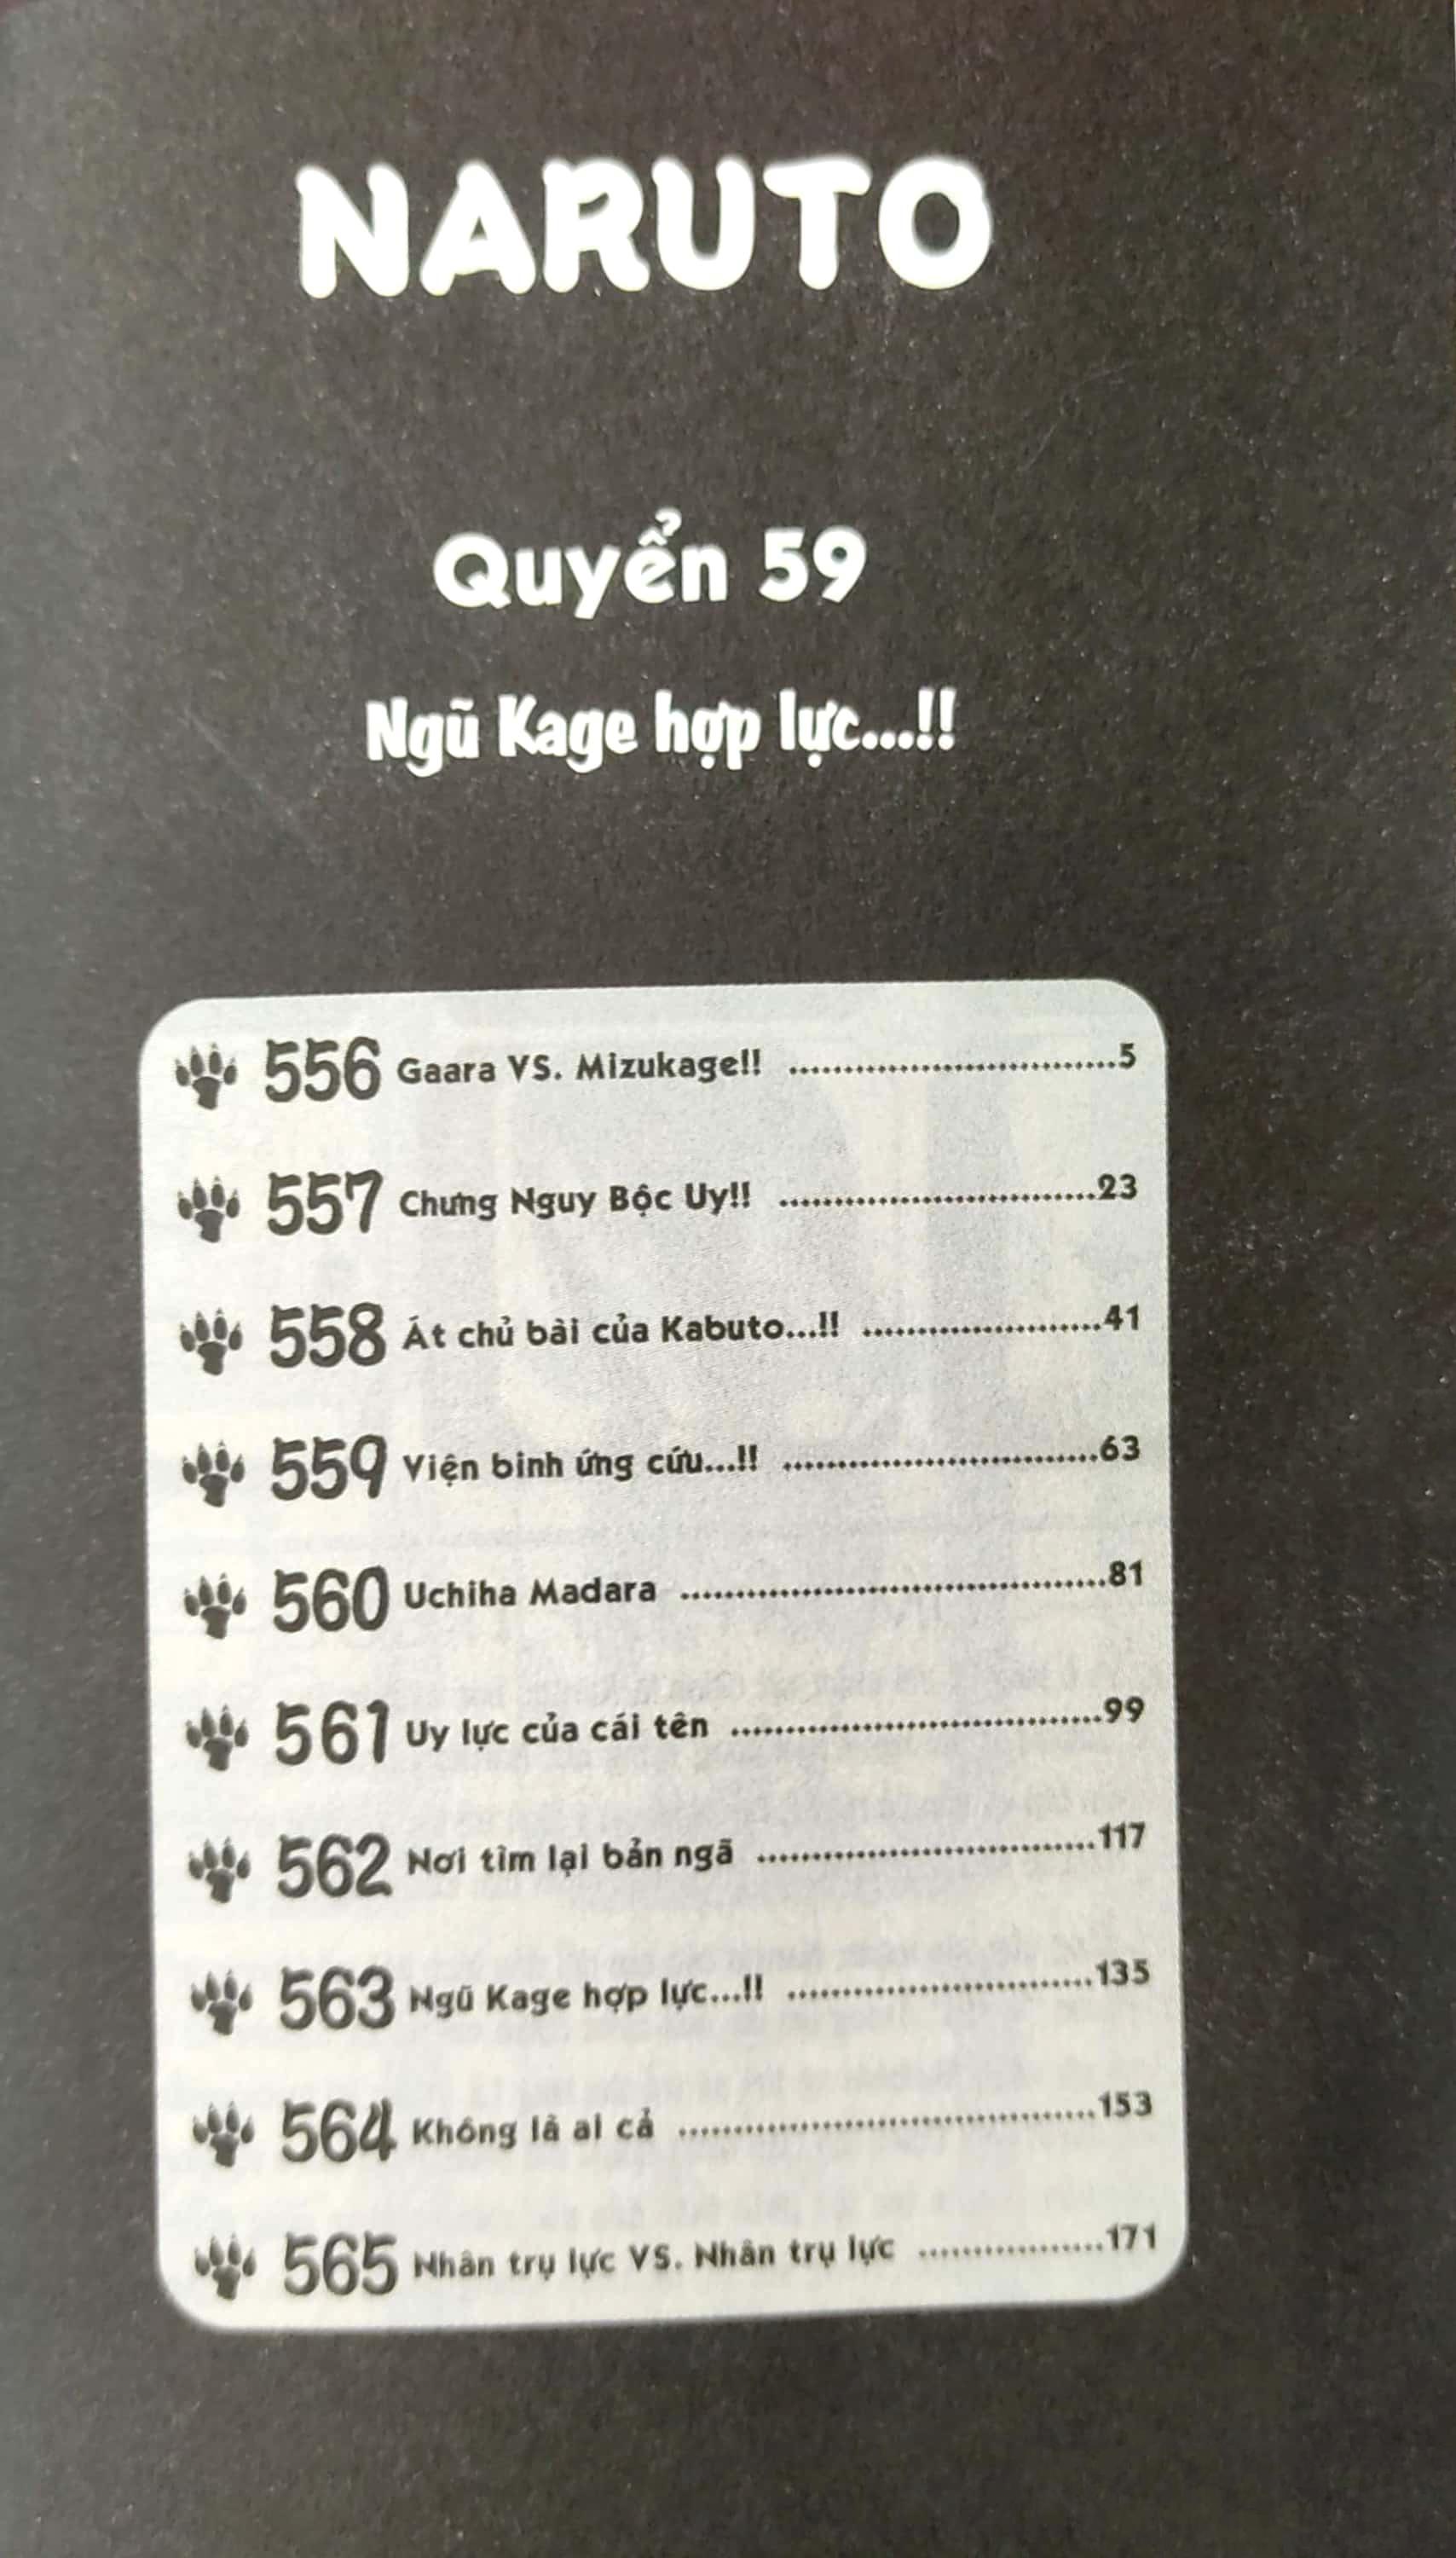 NARUTO
Quyển 59
Ngũ Kage hợp lực...!!
556 Gaara VS. Mizukage!! ....................................5
557 Chưng Nguy Bộc Uy!! ...................................23
558 Át chủ bài của Kabuto...!! ..........................41
559 Viện binh ứng cứu...!! ...................................63
560 Uchiha Madara ...............................................81
561 Uy lực của cái tên .........................................99
562 Nơi tìm lại bản ngã .....................................117
563 Ngũ Kage hợp lực...!! .................................135
564 Không là ai cả ..............................................153
565 Nhân trụ lực VS. Nhân trụ lực ....................171